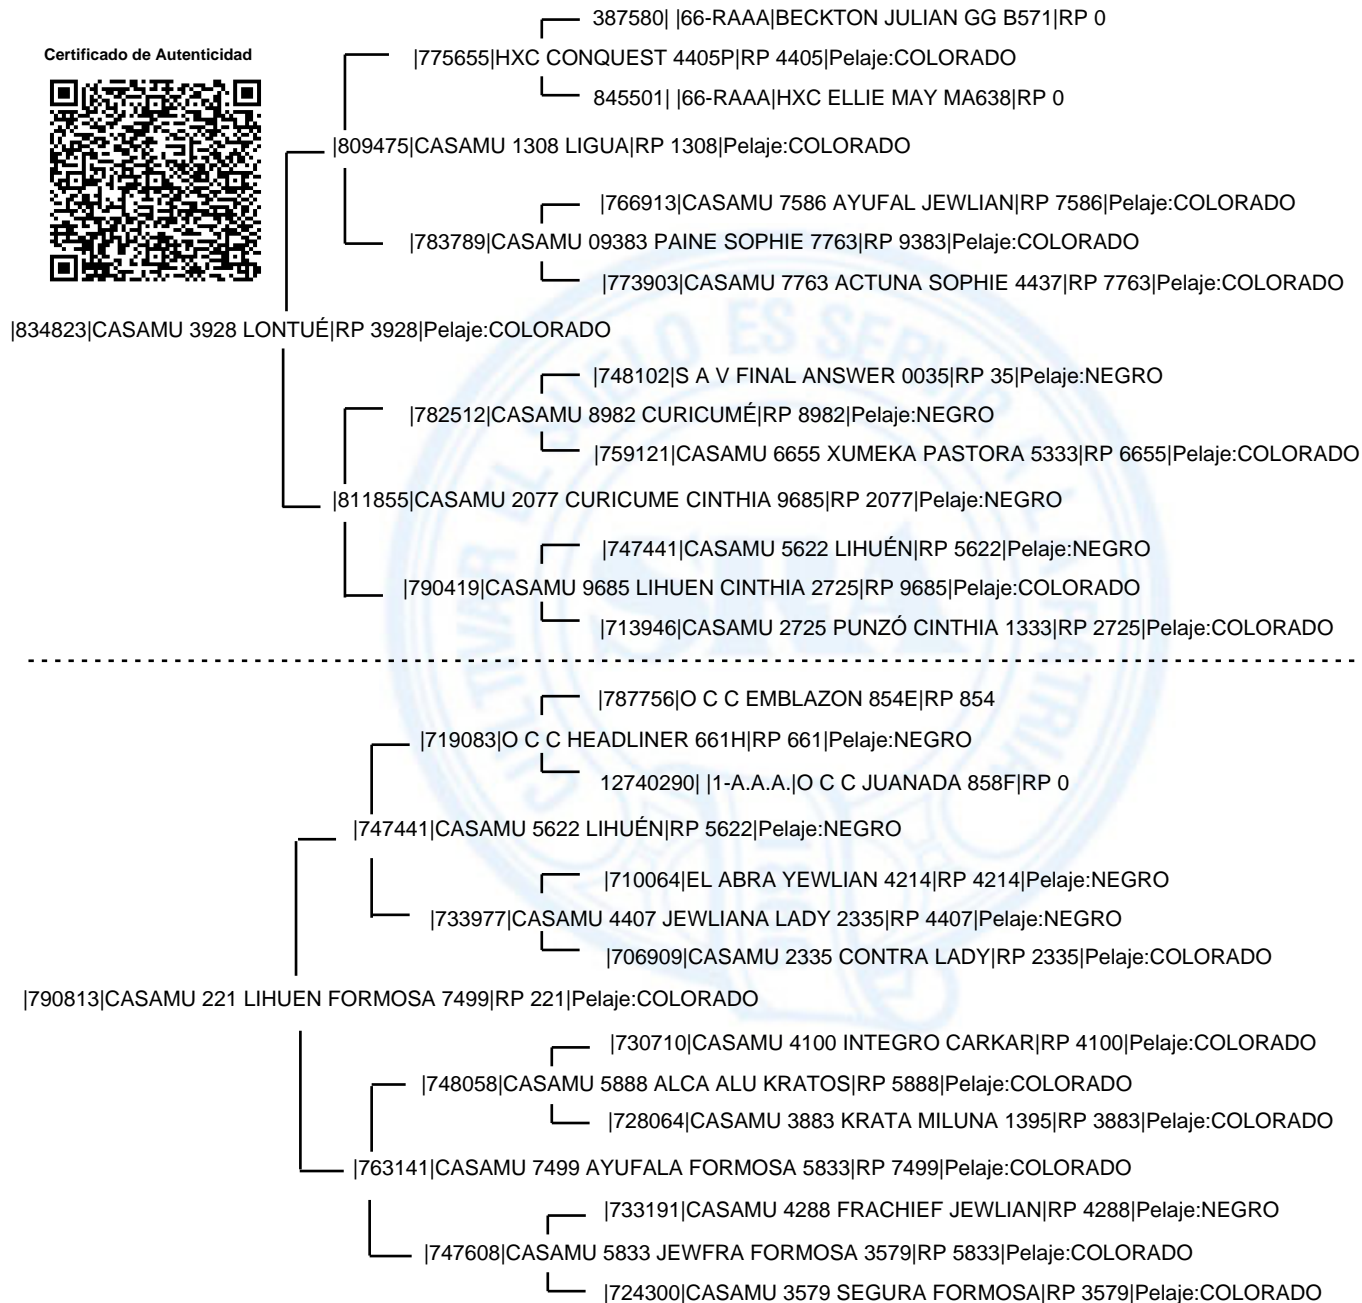 387580| |66-RAAA|BECKTON JULIAN GG B571|RP 0
Certificado de Autenticidad
|775655|HXC CONQUEST 4405P|RP 4405|Pelaje:COLORADO
845501| |66-RAAA|HXC ELLIE MAY MA638|RP 0
|809475|CASAMU 1308 LIGUA|RP 1308|Pelaje:COLORADO
|766913|CASAMU 7586 AYUFAL JEWLIAN|RP 7586|Pelaje:COLORADO
|783789|CASAMU 09383 PAINE SOPHIE 7763|RP 9383|Pelaje:COLORADO
|773903|CASAMU 7763 ACTUNA SOPHIE 4437|RP 7763|Pelaje:COLORADO
|834823|CASAMU 3928 LONTUÉ|RP 3928|Pelaje:COLORADO
|748102|S A V FINAL ANSWER 0035|RP 35|Pelaje:NEGRO
|782512|CASAMU 8982 CURICUMÉ|RP 8982|Pelaje:NEGRO
|759121|CASAMU 6655 XUMEKA PASTORA 5333|RP 6655|Pelaje:COLORADO
|811855|CASAMU 2077 CURICUME CINTHIA 9685|RP 2077|Pelaje:NEGRO
|747441|CASAMU 5622 LIHUÉN|RP 5622|Pelaje:NEGRO
|790419|CASAMU 9685 LIHUEN CINTHIA 2725|RP 9685|Pelaje:COLORADO
|713946|CASAMU 2725 PUNZÓ CINTHIA 1333|RP 2725|Pelaje:COLORADO
|787756|O C C EMBLAZON 854E|RP 854
|719083|O C C HEADLINER 661H|RP 661|Pelaje:NEGRO
12740290| |1-A.A.A.|O C C JUANADA 858F|RP 0
|747441|CASAMU 5622 LIHUÉN|RP 5622|Pelaje:NEGRO
|710064|EL ABRA YEWLIAN 4214|RP 4214|Pelaje:NEGRO
|733977|CASAMU 4407 JEWLIANA LADY 2335|RP 4407|Pelaje:NEGRO
|706909|CASAMU 2335 CONTRA LADY|RP 2335|Pelaje:COLORADO
|790813|CASAMU 221 LIHUEN FORMOSA 7499|RP 221|Pelaje:COLORADO
|730710|CASAMU 4100 INTEGRO CARKAR|RP 4100|Pelaje:COLORADO
|748058|CASAMU 5888 ALCA ALU KRATOS|RP 5888|Pelaje:COLORADO
|728064|CASAMU 3883 KRATA MILUNA 1395|RP 3883|Pelaje:COLORADO
|763141|CASAMU 7499 AYUFALA FORMOSA 5833|RP 7499|Pelaje:COLORADO
|733191|CASAMU 4288 FRACHIEF JEWLIAN|RP 4288|Pelaje:NEGRO
|747608|CASAMU 5833 JEWFRA FORMOSA 3579|RP 5833|Pelaje:COLORADO
|724300|CASAMU 3579 SEGURA FORMOSA|RP 3579|Pelaje:COLORADO
CULTIVAR EL SUELO ES SERVIR A LA PATRIA
SRA
1866